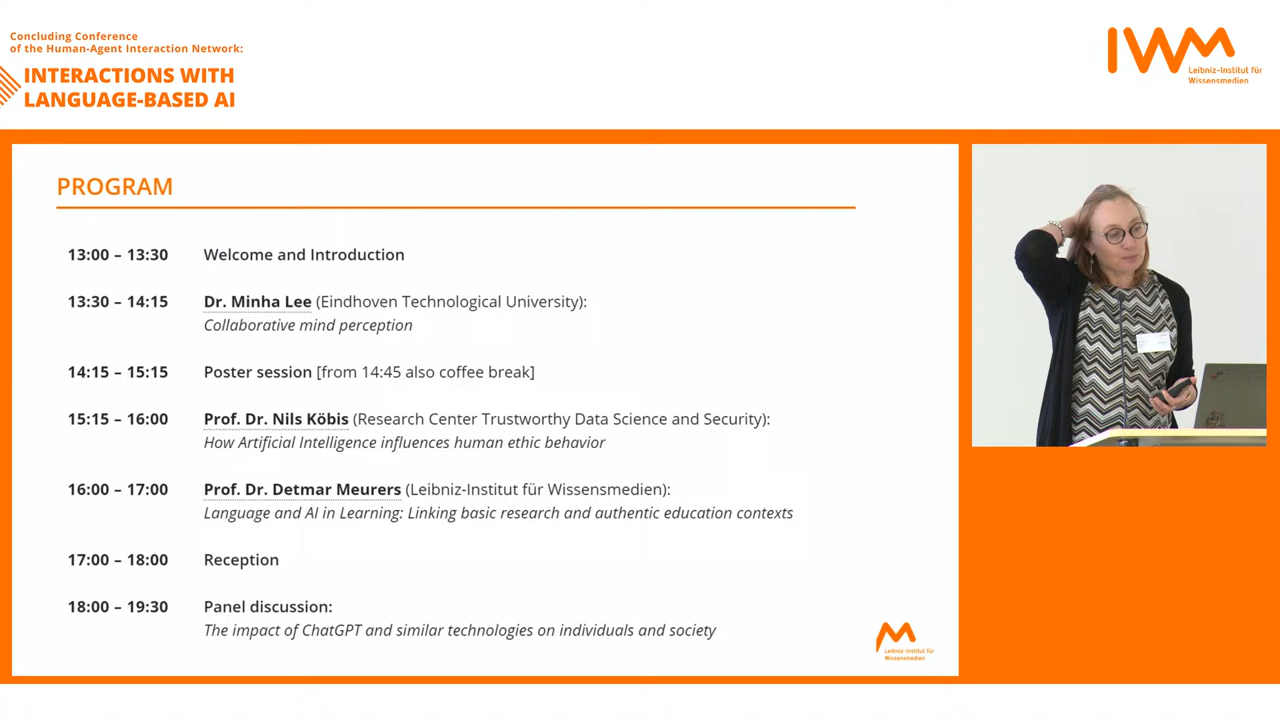 Concluding Conference
of the Human-Agent Interaction Network:
INTERACTIONS WITH
LANGUAGE-BASED AI
IWM
Leibniz-Institut für
Wissensmedien
PROGRAM
13:00 – 13:30 Welcome and Introduction
13:30 – 14:15 Dr. Minha Lee (Eindhoven Technological University):
Collaborative mind perception
14:15 – 15:15 Poster session [from 14:45 also coffee break]
15:15 – 16:00 Prof. Dr. Nils Köbis (Research Center Trustworthy Data Science and Security):
How Artificial Intelligence influences human ethic behavior
16:00 – 17:00 Prof. Dr. Detmar Meurers (Leibniz-Institut für Wissensmedien):
Language and AI in Learning: Linking basic research and authentic education contexts
17:00 – 18:00 Reception
18:00 – 19:30 Panel discussion:
The impact of ChatGPT and similar technologies on individuals and society
Leibniz-Institut für
Wissensmedien